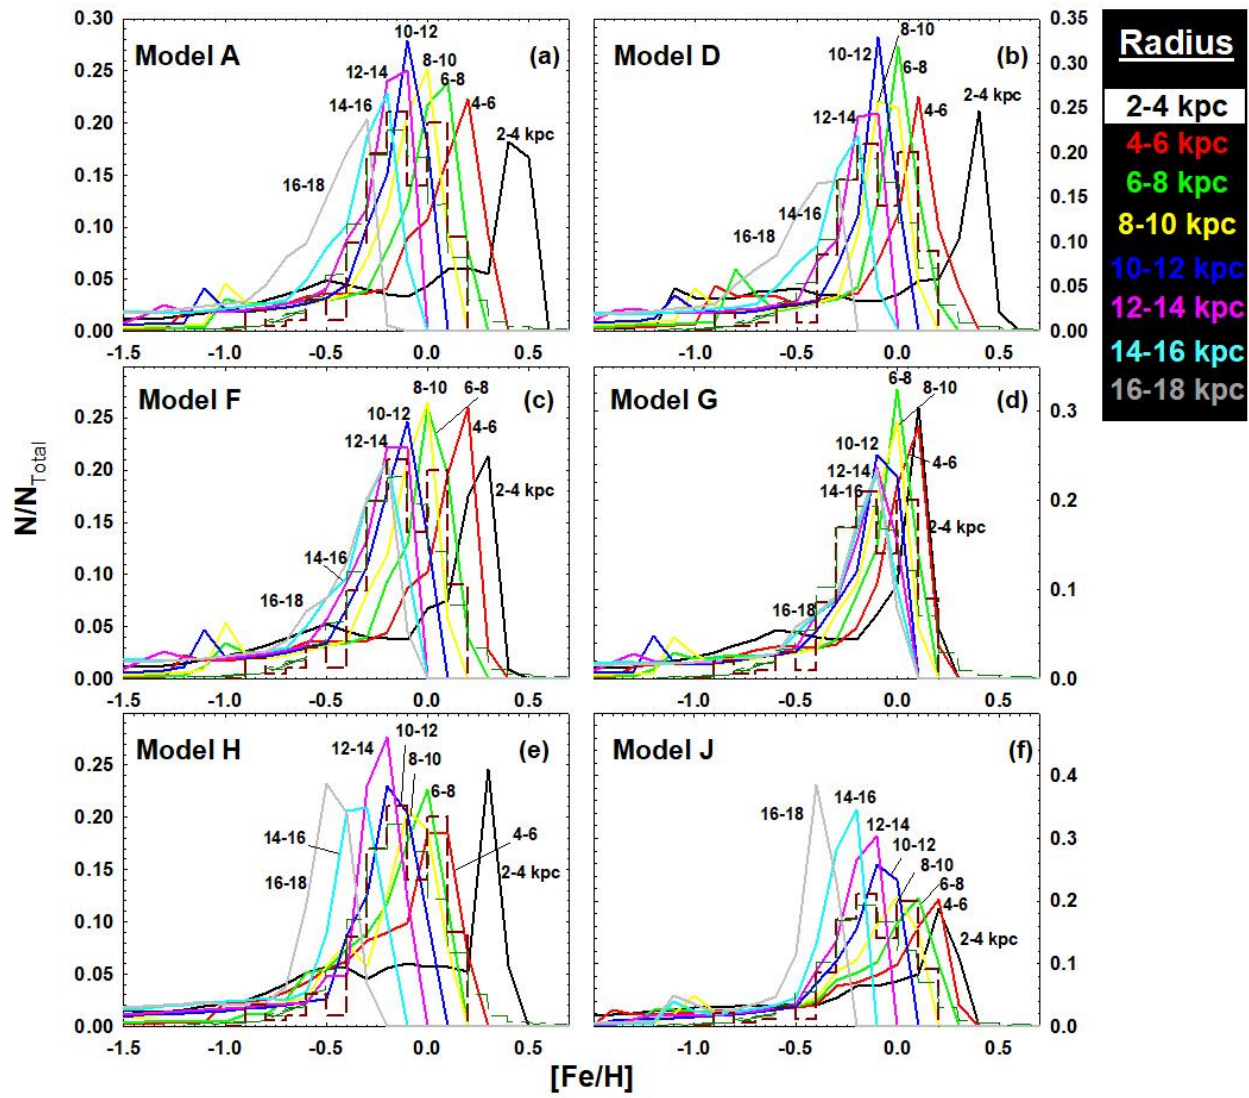 Model A
(a)
10-12
12-14
8-10
6-8
14-16
4-6
2-4 kpc
16-18
0.30
0.25
0.20
0.15
0.10
0.05
0.00
-1.5 -1.0 -0.5 0.0 0.5
Model D
(b)
8-10
10-12
6-8
4-6
2-4 kpc
12-14
14-16
16-18
0.35
0.30
0.25
0.20
0.15
0.10
0.05
0.00
-1.0 -0.5 0.0 0.5
Radius
2-4 kpc
4-6 kpc
6-8 kpc
8-10 kpc
10-12 kpc
12-14 kpc
14-16 kpc
16-18 kpc
N/N Total
Model F
(c)
8-10
6-8
10-12
4-6
12-14
2-4 kpc
14-16
16-18
0.25
0.20
0.15
0.10
0.05
0.00
-1.5 -1.0 -0.5 0.0 0.5
Model G
(d)
6-8
8-10
10-12
4-6
12-14
14-16
2-4 kpc
16-18
0.3
0.2
0.1
0.0
-1.0 -0.5 0.0 0.5
Model H
(e)
10-12
12-14
8-10
6-8
4-6
14-16
2-4 kpc
16-18
0.25
0.20
0.15
0.10
0.05
0.00
-1.5 -1.0 -0.5 0.0 0.5
Model J
(f)
14-16
16-18
12-14
10-12
8-10
6-8
4-6
2-4 kpc
0.4
0.3
0.2
0.1
0.0
-1.0 -0.5 0.0 0.5
[Fe/H]